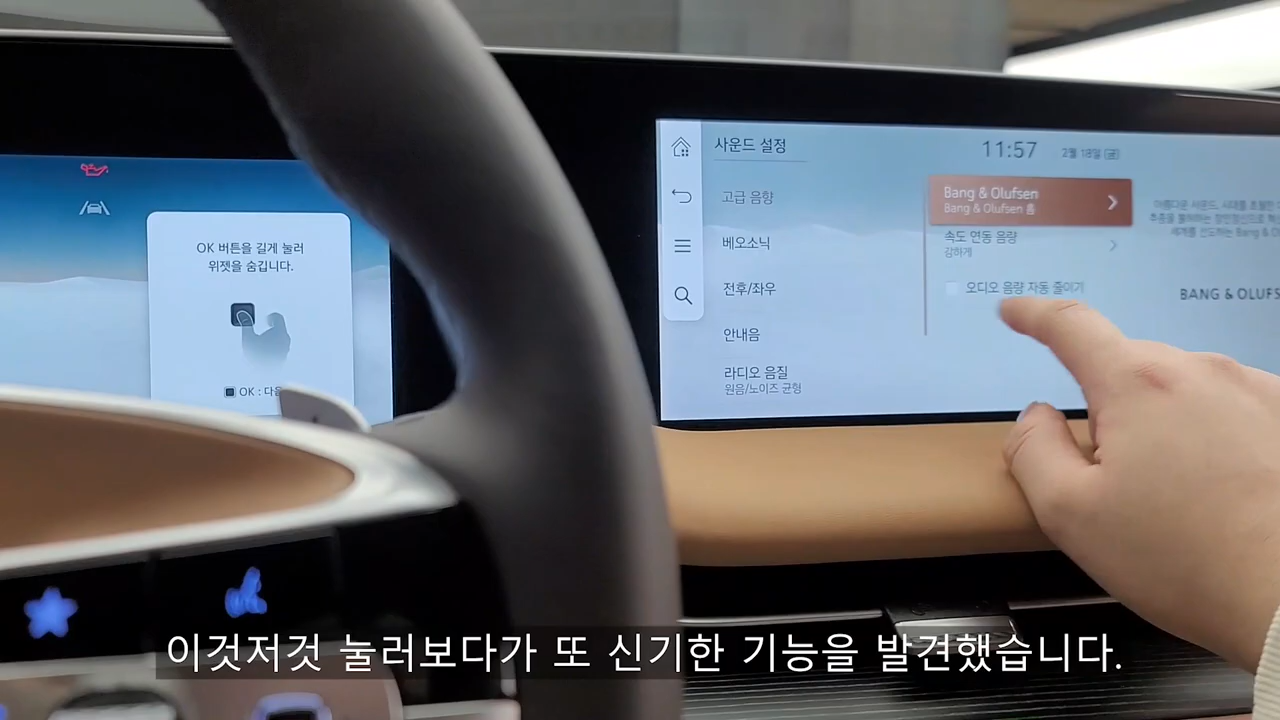 OK 버튼을 길게 눌러
위젯을 숨깁니다.
OK : 다음
사운드 설정
11:57 2월 18일 (금)
고급 음향
베오소닉
전후/좌우
안내음
라디오 음질
원음/노이즈 균형
Bang & Olufsen
Bang & Olufsen 홈
속도 연동 음량
강하게
오디오 음량 자동 줄이기
BANG & OLUFS
이것저것 눌러보다가 또 신기한 기능을 발견했습니다.